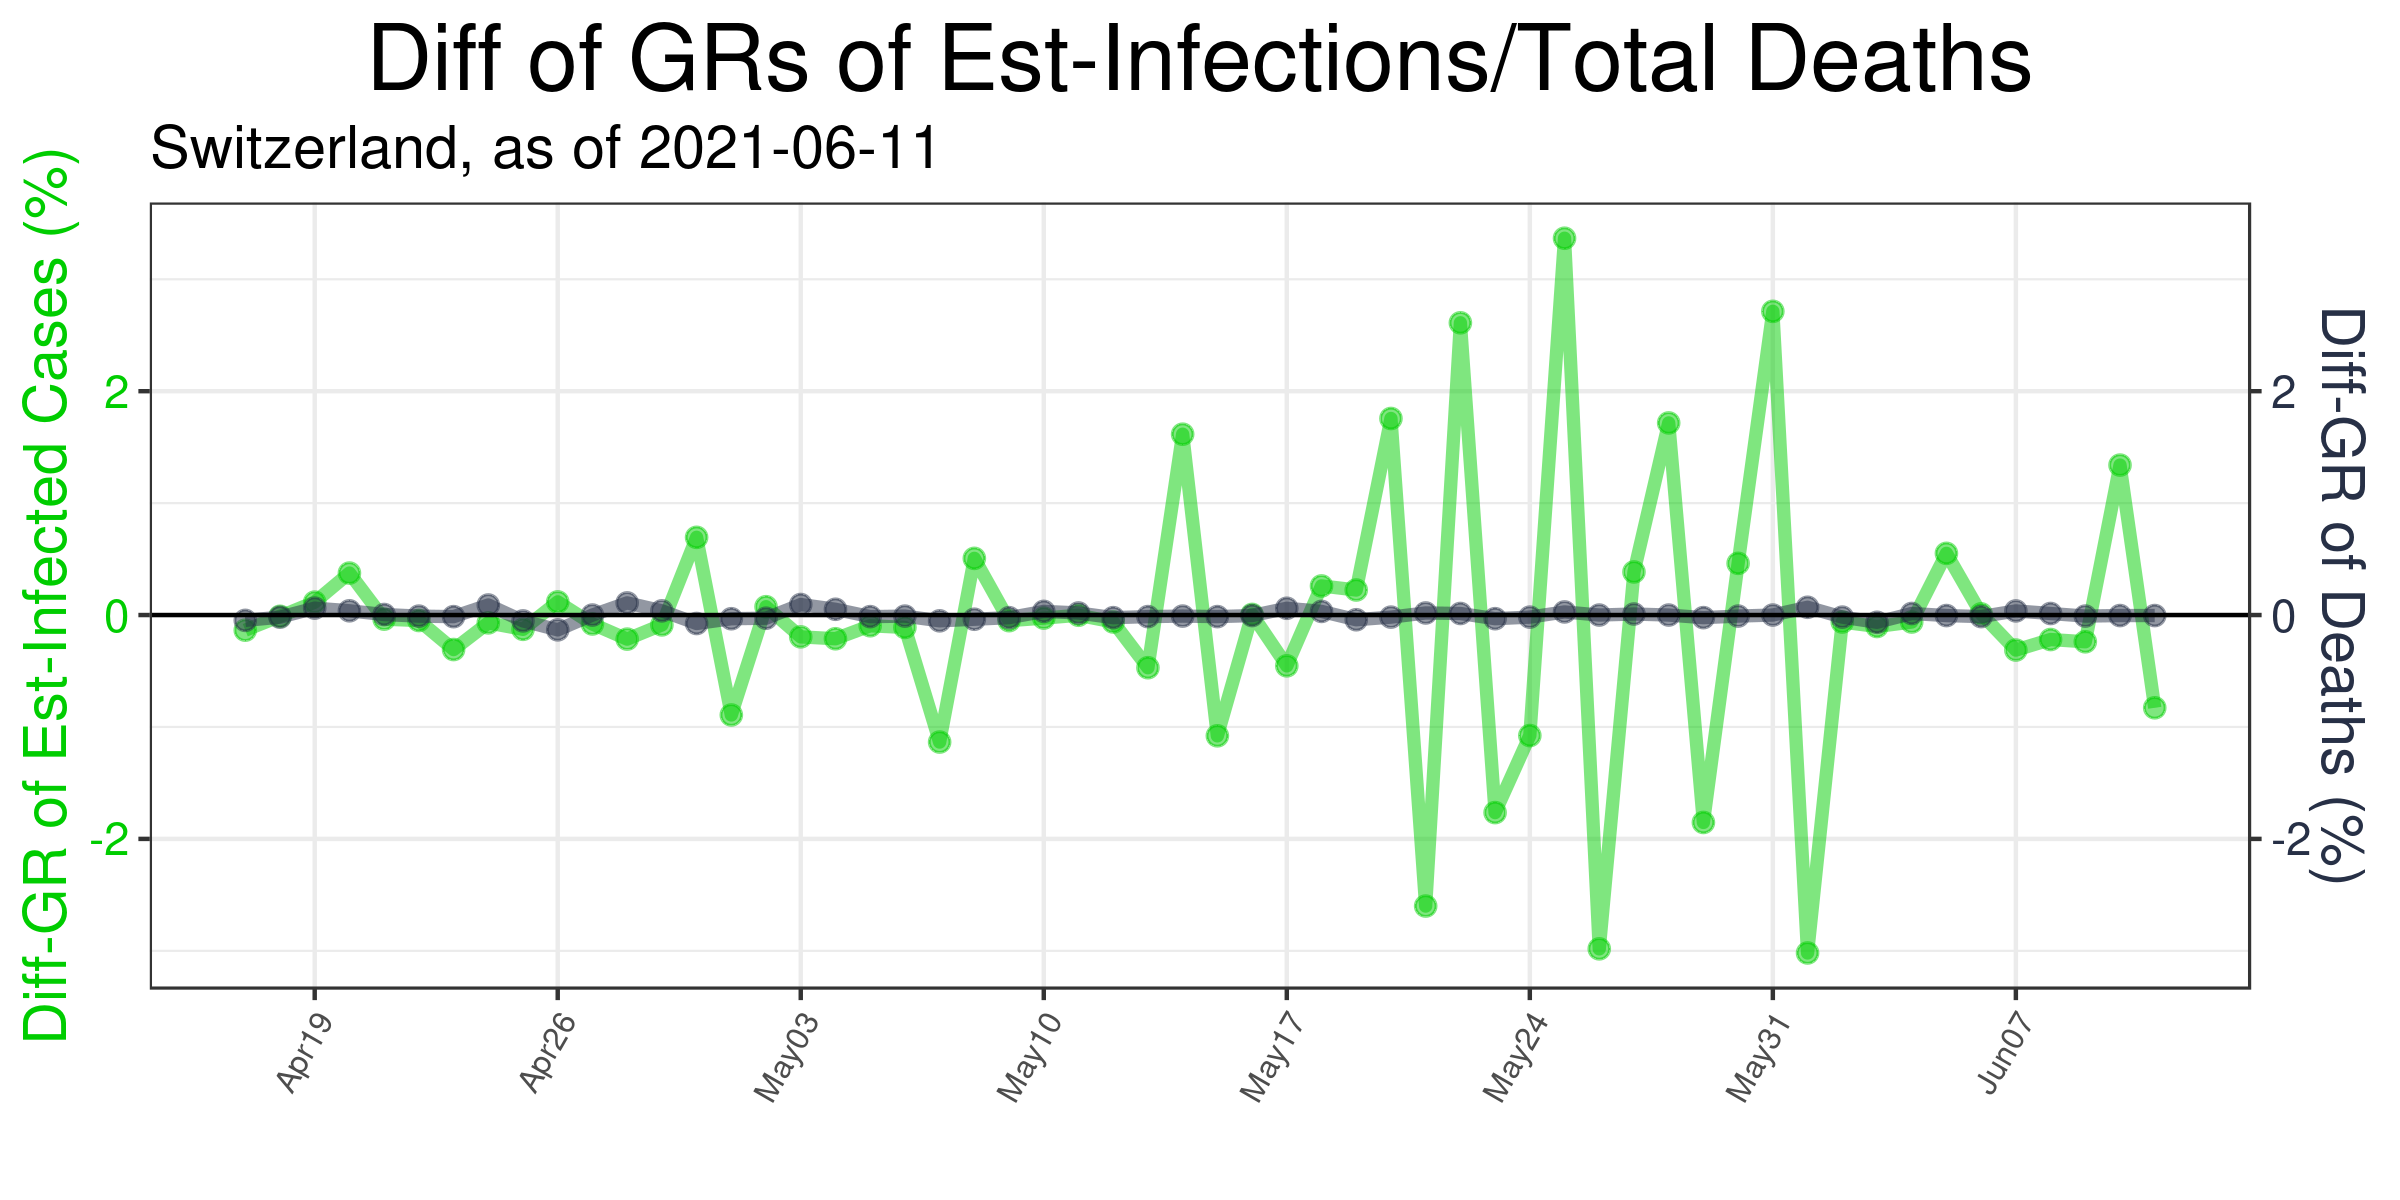 Diff of GRs of Est-Infections/Total Deaths
Switzerland, as of 2021-06-11
Diff-GR of Est-Infected Cases (%)
2
0
-2
2
0
-2
Diff-GR of Deaths (%)
Apr19
Apr26
May03
May10
May17
May24
May31
Jun07